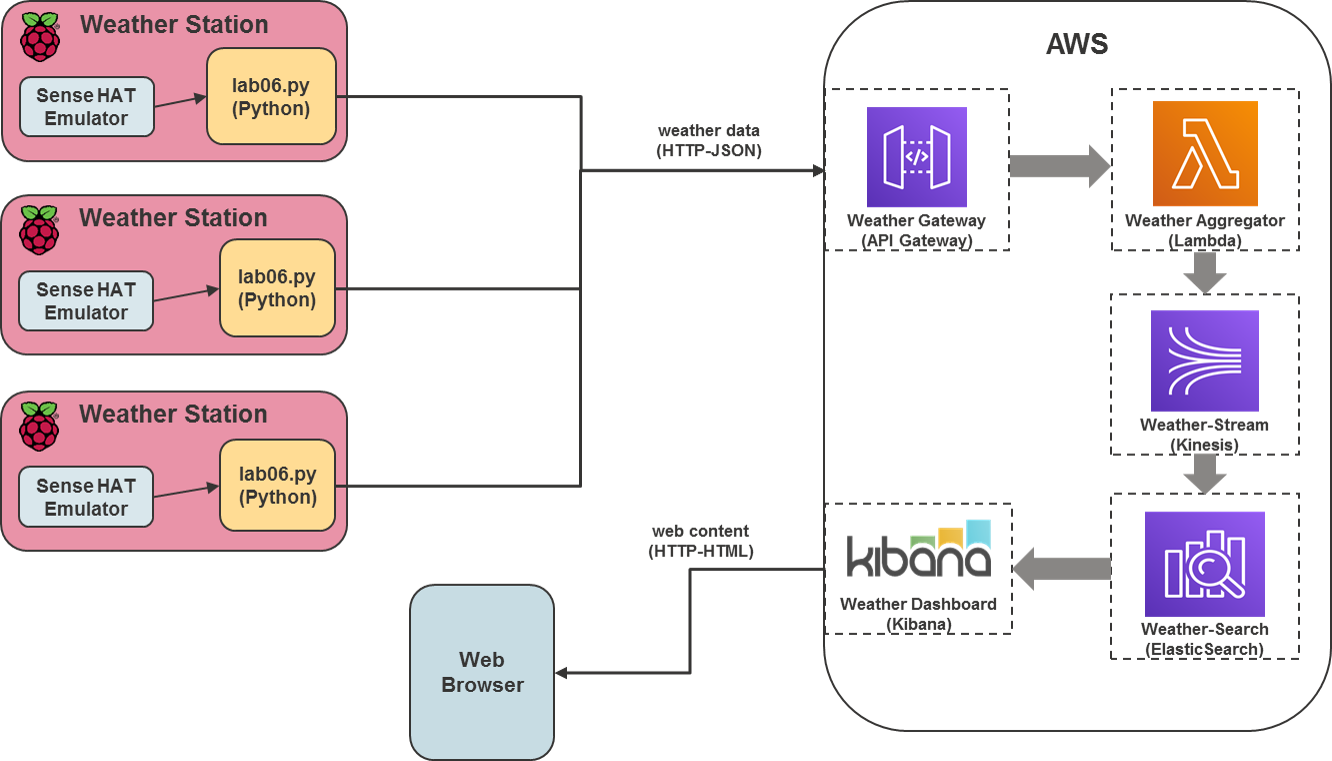 Weather Station
Sense HAT
Emulator
lab06.py
(Python)
Weather Station
Sense HAT
Emulator
lab06.py
(Python)
Weather Station
Sense HAT
Emulator
lab06.py
(Python)
weather data
(HTTP-JSON)
AWS
Weather Gateway
(API Gateway)
Weather Aggregator
(Lambda)
Weather-Stream
(Kinesis)
Weather-Search
(ElasticSearch)
kibana
Weather Dashboard
(Kibana)
web content
(HTTP-HTML)
Web
Browser